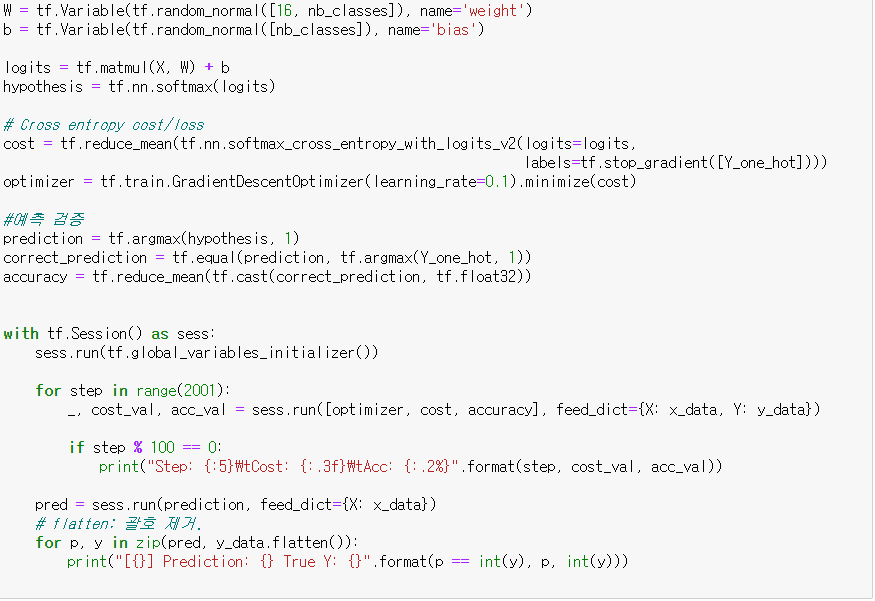 W = tf.Variable(tf.random_normal([16, nb_classes]), name='weight')
b = tf.Variable(tf.random_normal([nb_classes]), name='bias')
logits = tf.matmul(X, W) + b
hypothesis = tf.nn.softmax(logits)
# Cross entropy cost/loss
cost = tf.reduce_mean(tf.nn.softmax_cross_entropy_with_logits_v2(logits=logits,
labels=tf.stop_gradient([Y_one_hot])))
optimizer = tf.train.GradientDescentOptimizer(learning_rate=0.1).minimize(cost)
#예측 검증
prediction = tf.argmax(hypothesis, 1)
correct_prediction = tf.equal(prediction, tf.argmax(Y_one_hot, 1))
accuracy = tf.reduce_mean(tf.cast(correct_prediction, tf.float32))
with tf.Session() as sess:
    sess.run(tf.global_variables_initializer())
    for step in range(2001):
        _, cost_val, acc_val = sess.run([optimizer, cost, accuracy], feed_dict={X: x_data, Y: y_data})
        if step % 100 == 0:
            print("Step: {:5}₩tCost: {:.3f}₩tAcc: {:.2%}".format(step, cost_val, acc_val))
    pred = sess.run(prediction, feed_dict={X: x_data})
    # flatten: 괄호 제거.
    for p, y in zip(pred, y_data.flatten()):
        print("[{}] Prediction: {} True Y: {}".format(p == int(y), p, int(y)))